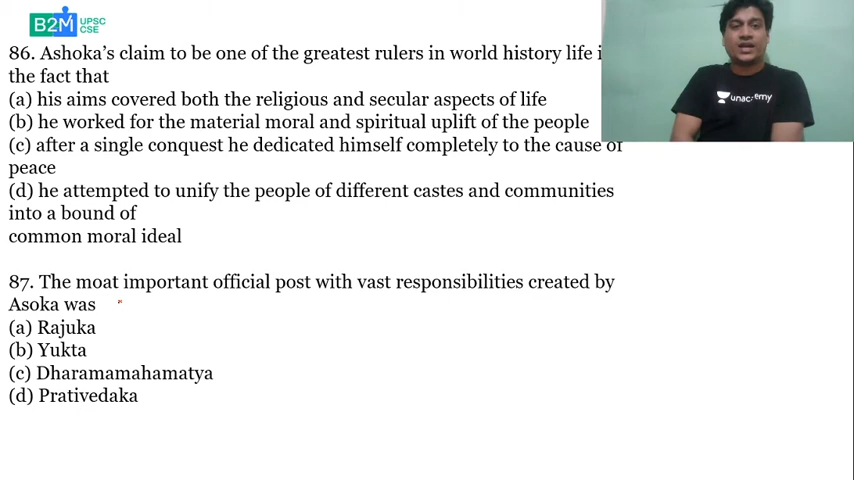 B2M UPSC
CSE
86. Ashoka's claim to be one of the greatest rulers in world history life i
the fact that
(a) his aims covered both the religious and secular aspects of life
(b) he worked for the material moral and spiritual uplift of the people
(c) after a single conquest he dedicated himself completely to the cause of
peace
(d) he attempted to unify the people of different castes and communities
into a bound of
common moral ideal
87. The moat important official post with vast responsibilities created by
Asoka was
(a) Rajuka
(b) Yukta
(c) Dharamamahamatya
(d) Prativedaka
unacademy